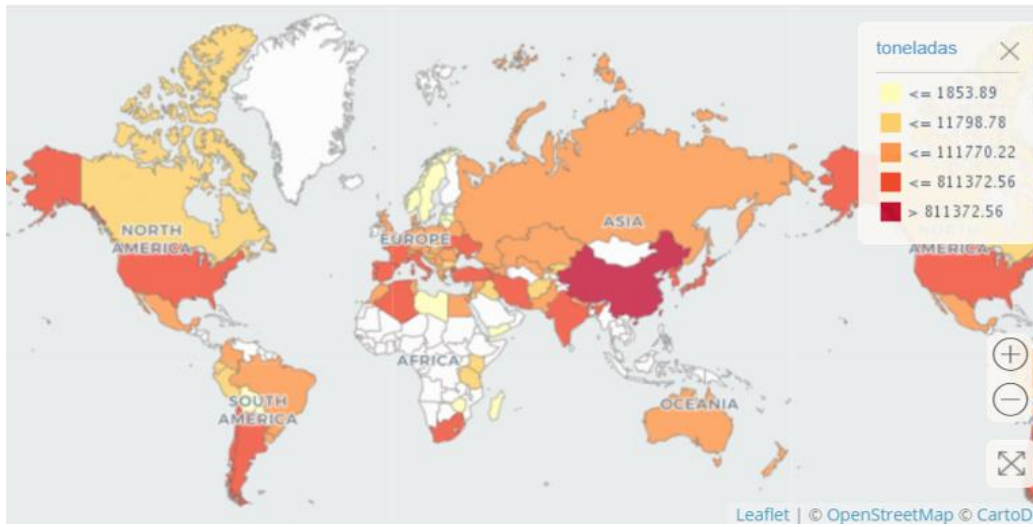 toneladas
<= 1853.89
<= 11798.78
<= 111770.22
<= 811372.56
> 811372.56
NORTH
AMERICA
EUROPE
ASIA
AFRICA
SOUTH
AMERICA
OCEANIA
NORTH
AMERICA
Leaflet | © OpenStreetMap © CartoD